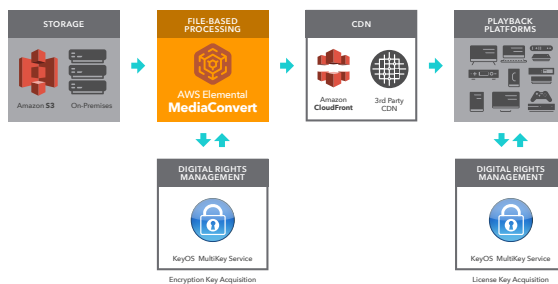 STORAGE
Amazon S3
On-Premises
FILE-BASED
PROCESSING
AWS Elemental
MediaConvert
CDN
Amazon
CloudFront
3rd Party
CDN
PLAYBACK
PLATFORMS
DIGITAL RIGHTS
MANAGEMENT
KeyOS MultiKey Service
Encryption Key Acquisition
DIGITAL RIGHTS
MANAGEMENT
KeyOS MultiKey Service
License Key Acquisition